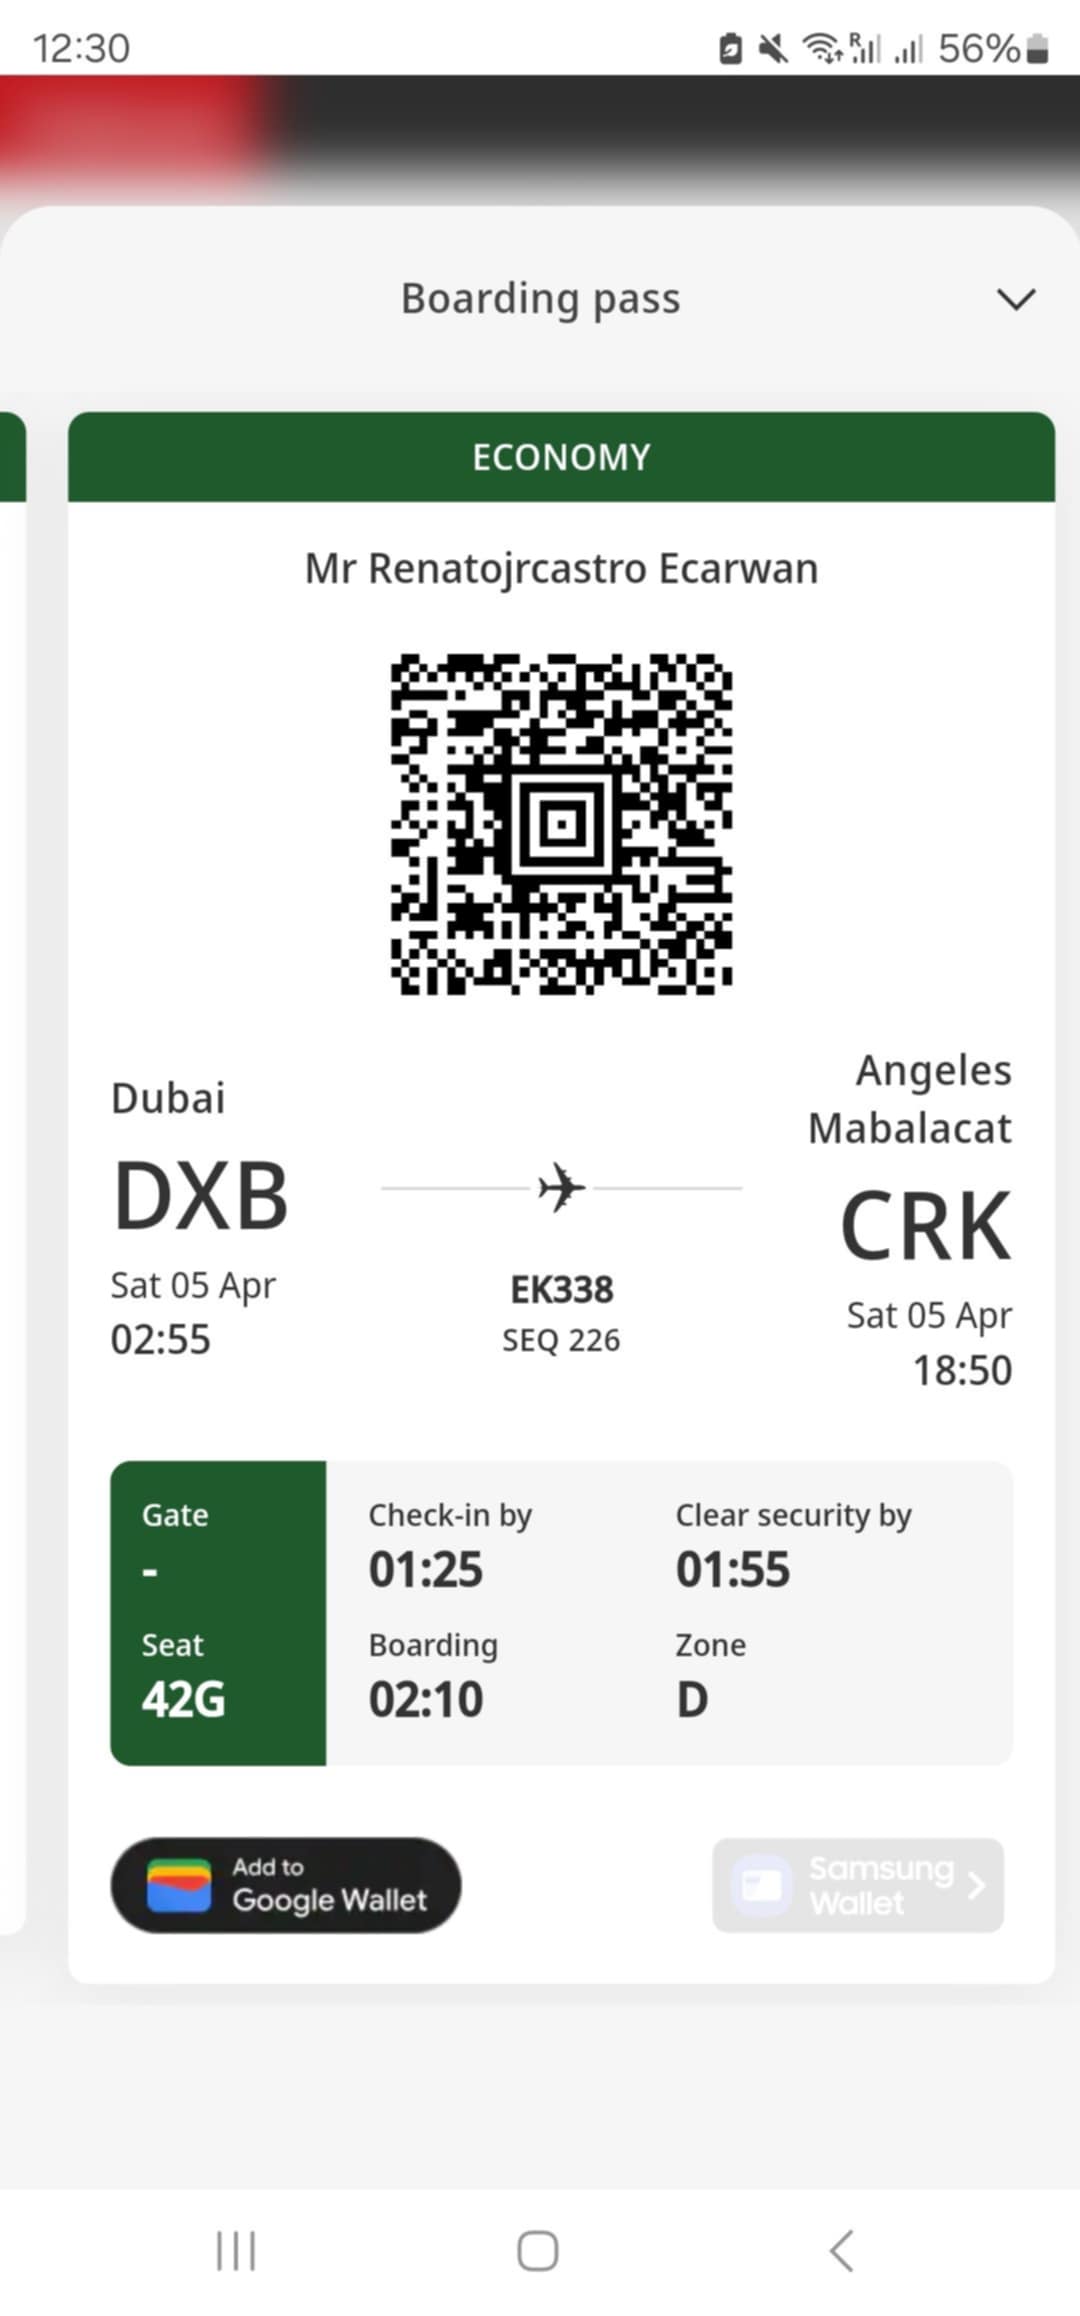 12:30
R
56%
Boarding pass
ECONOMY
Mr Renatojrcastro Ecarwan
Dubai
DXB
Sat 05 Apr
02:55
EK338
SEQ 226
Angeles
Mabalacat
CRK
Sat 05 Apr
18:50
Gate
-
Seat
42G
Check-in by
01:25
Clear security by
01:55
Boarding
02:10
Zone
D
Add to
Google Wallet
Samsung
Wallet